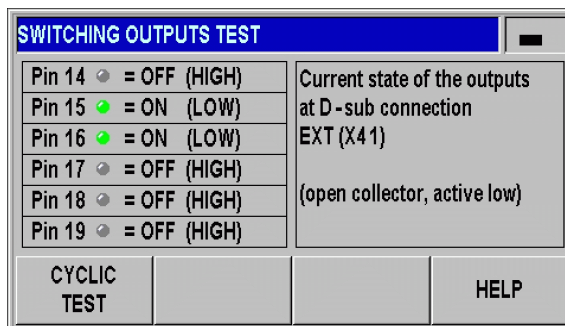 SWITCHING OUTPUTS TEST
Pin 14 = OFF (HIGH)
Pin 15 = ON (LOW)
Pin 16 = ON (LOW)
Pin 17 = OFF (HIGH)
Pin 18 = OFF (HIGH)
Pin 19 = OFF (HIGH)
Current state of the outputs
at D-sub connection
EXT (X41)
(open collector, active low)
CYCLIC
TEST
HELP